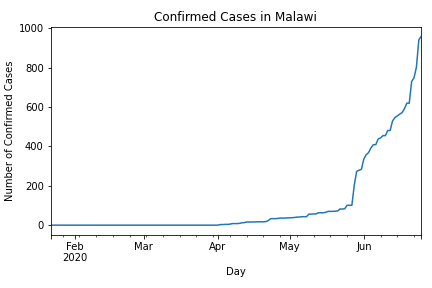 Confirmed Cases in Malawi
1000
800
600
400
200
0
Number of Confirmed Cases
Feb
2020
Mar
Apr
May
Jun
Day